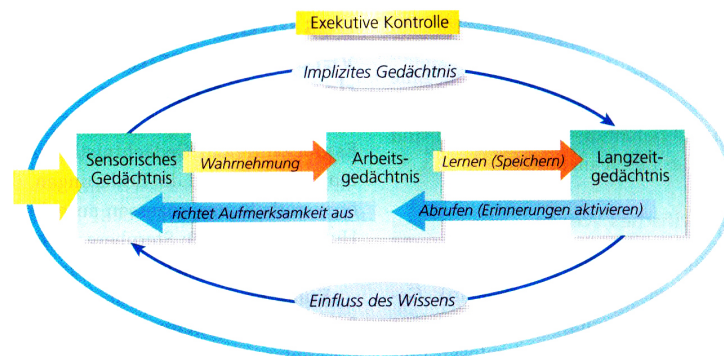 Exekutive Kontrolle
Implizites Gedächtnis
Sensorisches
Gedächtnis
Wahrnehmung
Arbeits-
gedächtnis
Lernen (Speichern)
Langzeit-
gedächtnis
richtet Aufmerksamkeit aus
Abrufen (Erinnerungen aktivieren)
Einfluss des Wissens